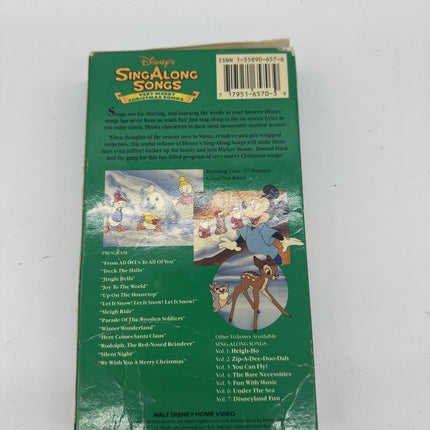 DISNEY'S
SING ALONG
SONGS
VERY MERRY
CHRISTMAS SONGS
ISBN 1-55890-657-6
7 17951 65703 9
Songs are for sharing, and learning the words to your favorite Disney
songs has never been so much fun! Just sing along to the on-screen lyrics as
you enjoy classic Disney characters in their most memorable musical scenes!
When thoughts of the season turn to Santa, reindeer and gift-wrapped
surprises, this joyful volume of Disney's Sing-Along Songs will make those
days even jollier! Gather up the family and join Mickey Mouse, Donald Duck
and the gang for this fun-filled program of very merry Christmas songs!
Running Time: 27 Minutes
Color/Not Rated
PROGRAM:
"From All Of Us To All Of You"
"Deck The Halls"
"Jingle Bells"
"Joy To The World"
"Up On The Housetop"
"Let It Snow! Let It Snow! Let It Snow!"
"Sleigh Ride"
"Parade Of The Wooden Soldiers"
"Winter Wonderland"
"Here Comes Santa Claus"
"Rudolph, The Red-Nosed Reindeer"
"Silent Night"
"We Wish You A Merry Christmas"
Other Volumes Available
SING-ALONG SONGS
Vol. 1 Heigh-Ho
Vol. 2 Zip-A-Dee-Doo-Dah
Vol. 3 You Can Fly!
Vol. 4 The Bare Necessities
Vol. 5 Fun With Music
Vol. 6 Under The Sea
Vol. 7 Disneyland Fun
WALT DISNEY HOME VIDEO